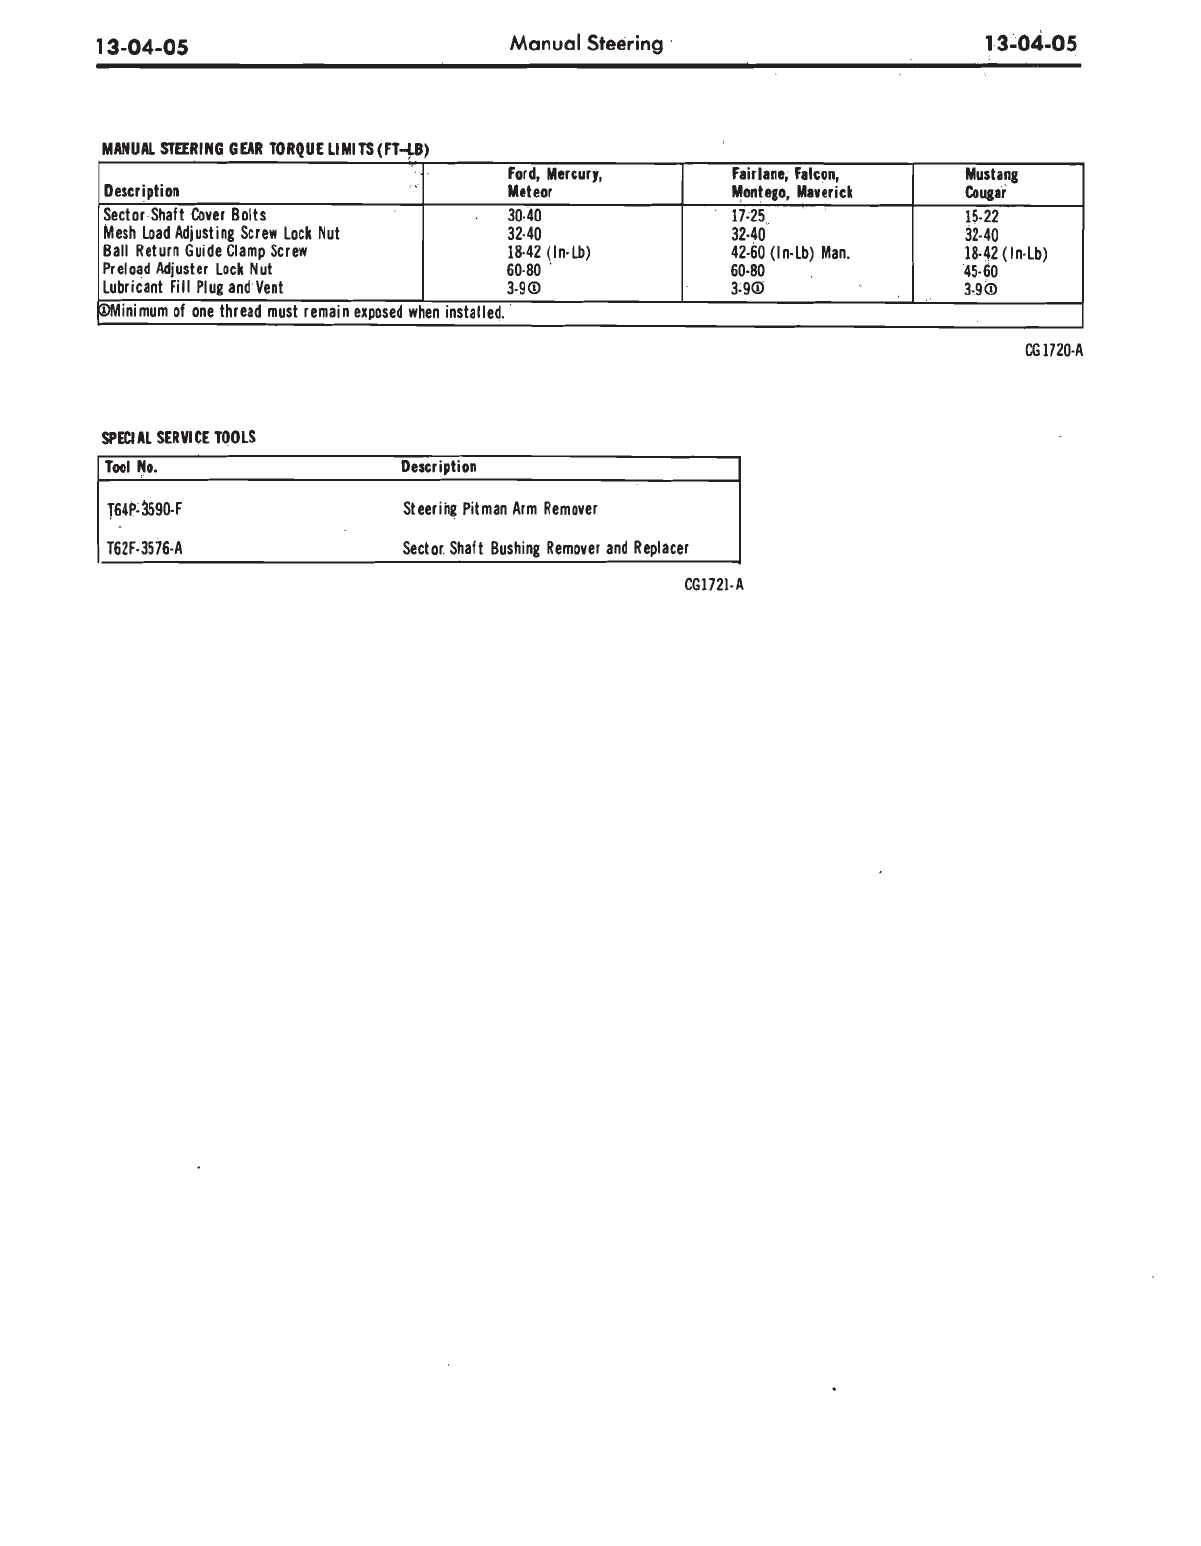 13-04-05 Manual Steering 13-04-05
MANUAL STEERING GEAR TORQUE LIMITS (FT-LB)
Description Ford, Mercury, Meteor Fairlane, Falcon, Montego, Maverick Mustang Cougar
Sector Shaft Cover Bolts 30-40 17-25 15-22
Mesh Load Adjusting Screw Lock Nut 32-40 32-40 32-40
Ball Return Guide Clamp Screw 18-42 (In-Lb) 42-60 (In-Lb) Man. 18-42 (In-Lb)
Preload Adjuster Lock Nut 60-80 60-80 45-60
Lubricant Fill Plug and Vent 3-9① 3-9① 3-9①
①Minimum of one thread must remain exposed when installed.
CG1720-A
SPECIAL SERVICE TOOLS
Tool No. Description
T64P-3590-F Steering Pitman Arm Remover
T62F-3576-A Sector Shaft Bushing Remover and Replacer
CG1721-A